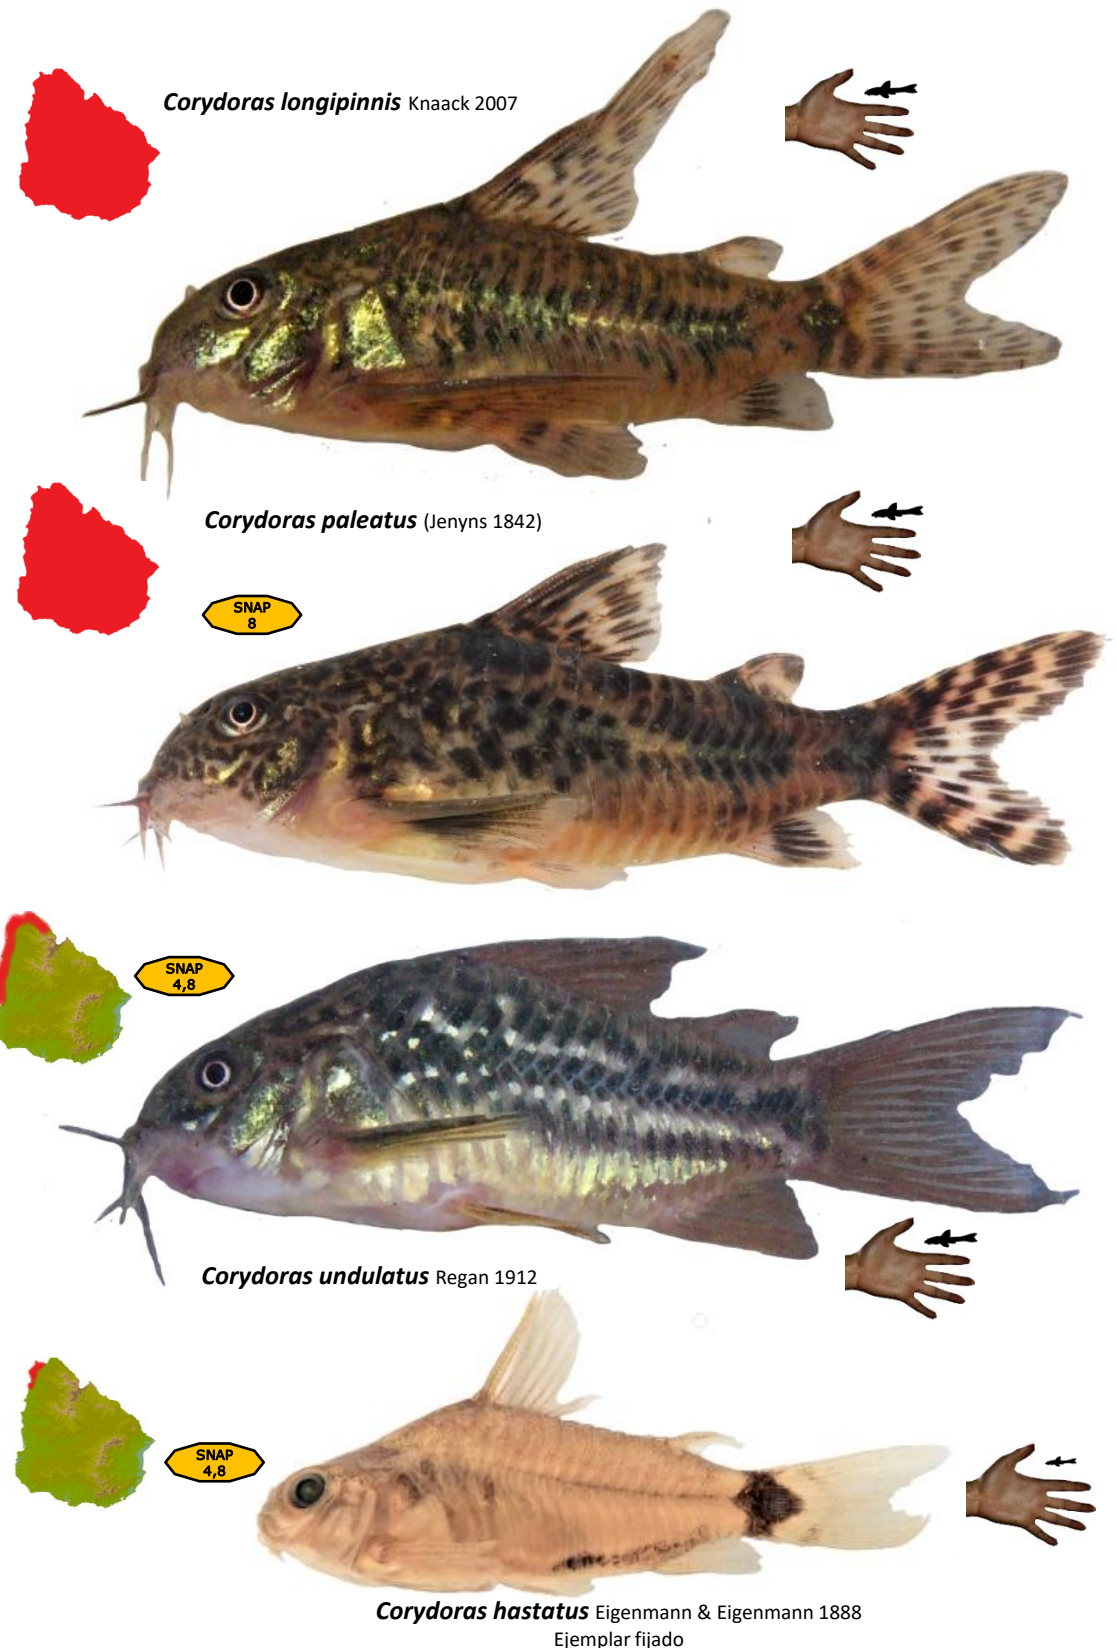 Corydoras longipinnis Knaack 2007
Corydoras paleatus (Jenyns 1842)
SNAP
8
SNAP
4,8
Corydoras undulatus Regan 1912
SNAP
4,8
Corydoras hastatus Eigenmann & Eigenmann 1888
Ejemplar fijado